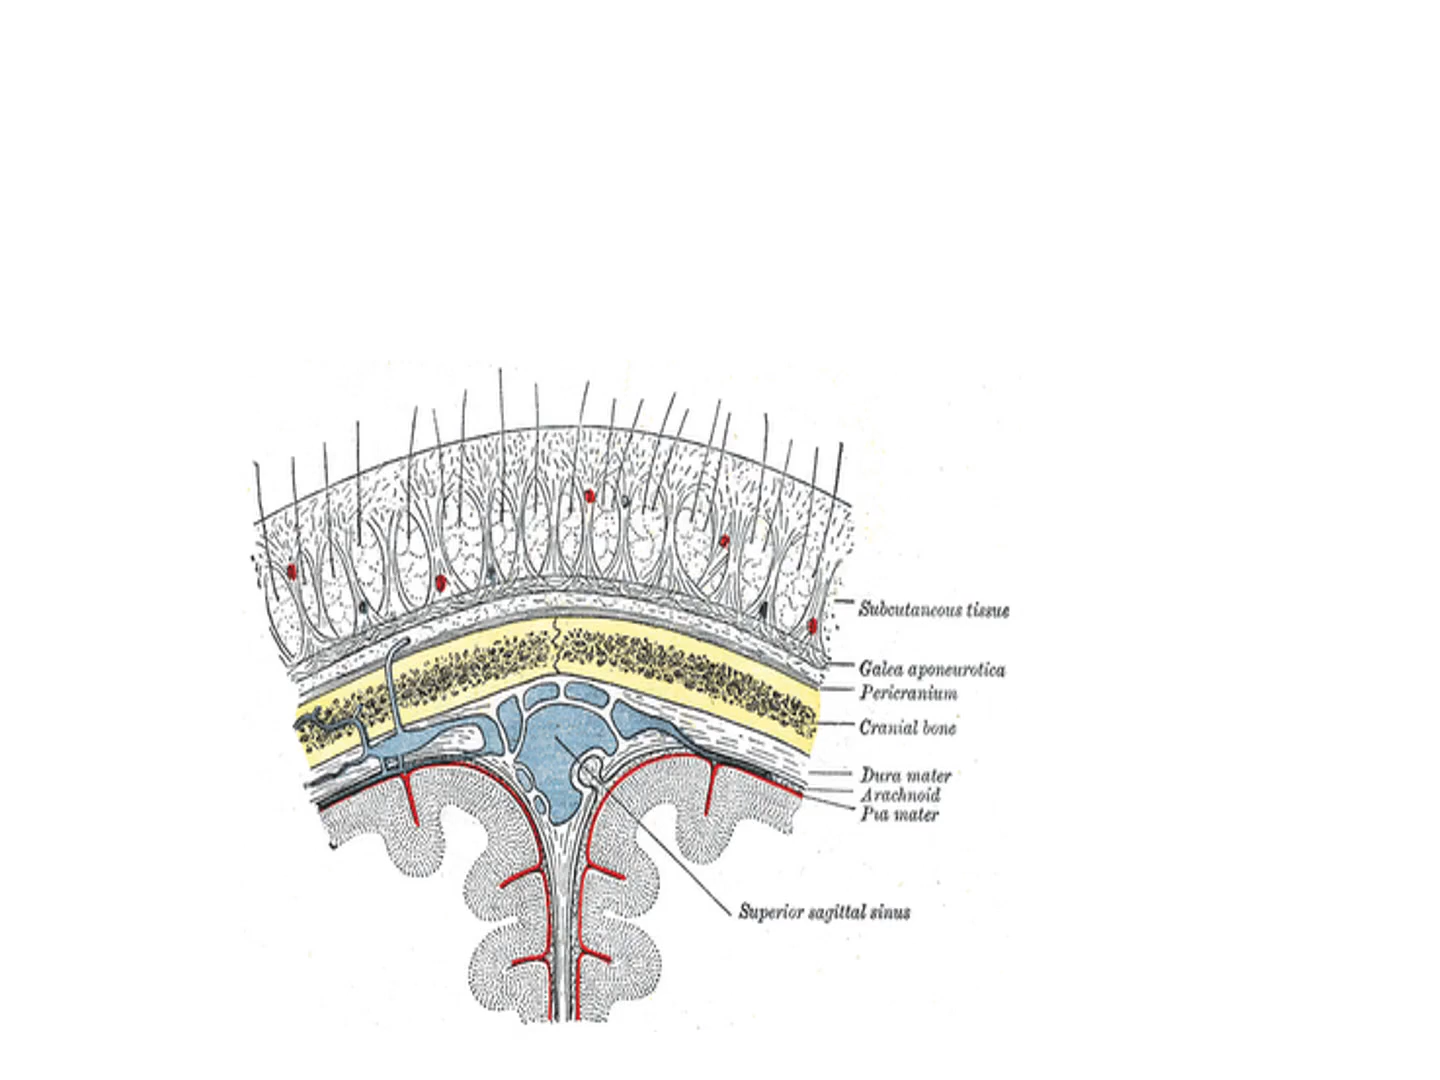 Subcutaneous tissue
Galea aponeurotica
Pericranium
Cranial bone
Dura mater
Arachnoid
Pia mater
Superior sagittal sinus